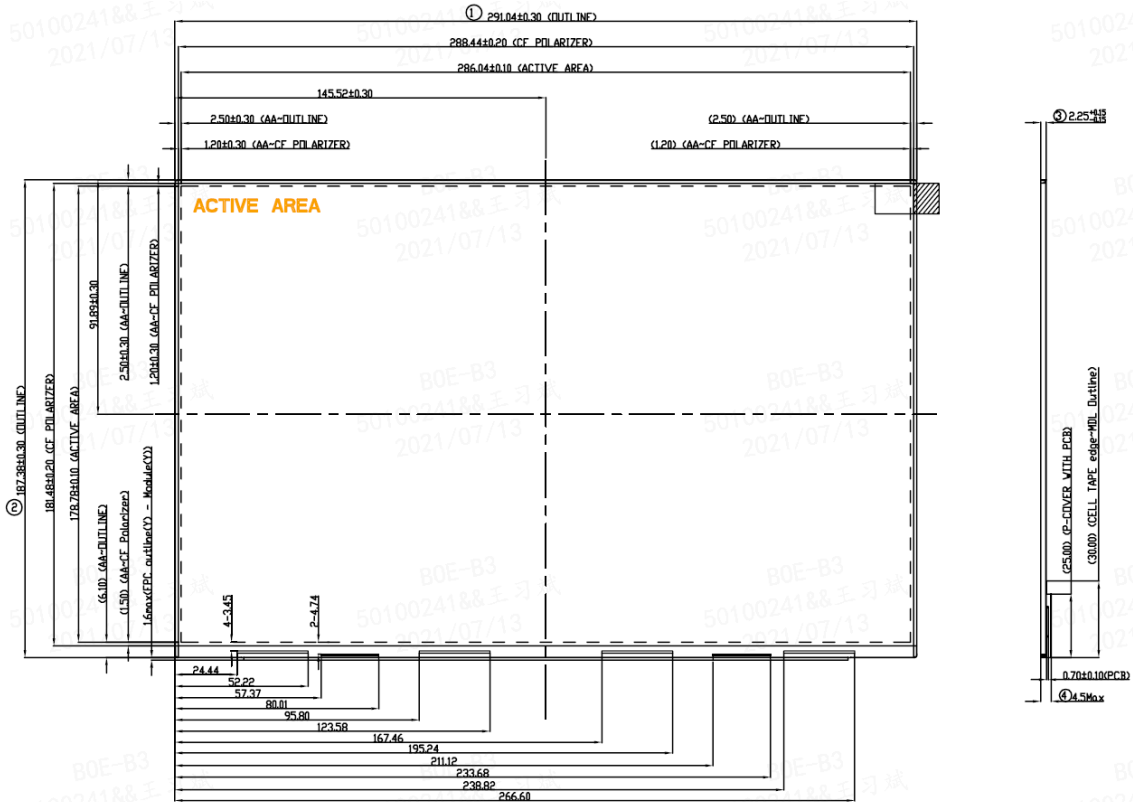 ① 291.04±0.30 (OUTLINE)
288.44±0.20 (CF POLARIZER)
286.04±0.10 (ACTIVE AREA)
145.52±0.30
2.50±0.30 (AA~OUTLINE)
(2.50) (AA~OUTLINE)
1.20±0.30 (AA~CF POLARIZER)
(1.20) (AA~CF POLARIZER)
③ 2.25
ACTIVE AREA
② 187.38±0.30 (OUTLINE)
181.48±0.20 (CF POLARIZER)
178.78±0.10 (ACTIVE AREA)
91.89±0.30
2.50±0.30 (AA~OUTLINE)
1.20±0.30 (AA~CF POLARIZER)
(6.10) (AA~OUTLINE)
(1.50) (AA~CF Polarizer)
1.6max(FPC outline(Y) - Module(Y))
4-3.45
2-4.74
24.44
52.22
57.37
80.01
95.80
123.58
167.46
195.24
211.12
233.68
238.82
266.60
(25.00) (P-COVER WITH PCB)
(30.00) (CELL TAPE edge~MDL Outline)
0.70±0.10(PCB)
④ 4.5Max
BOE-B3
50100241&&王习斌
2021/07/13